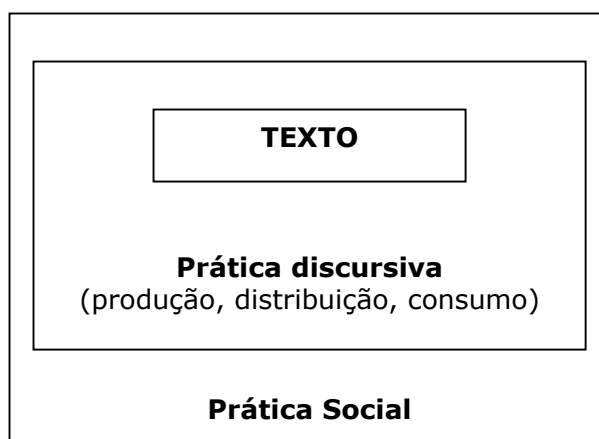 TEXTO
Prática discursiva
(produção, distribuição, consumo)
Prática Social